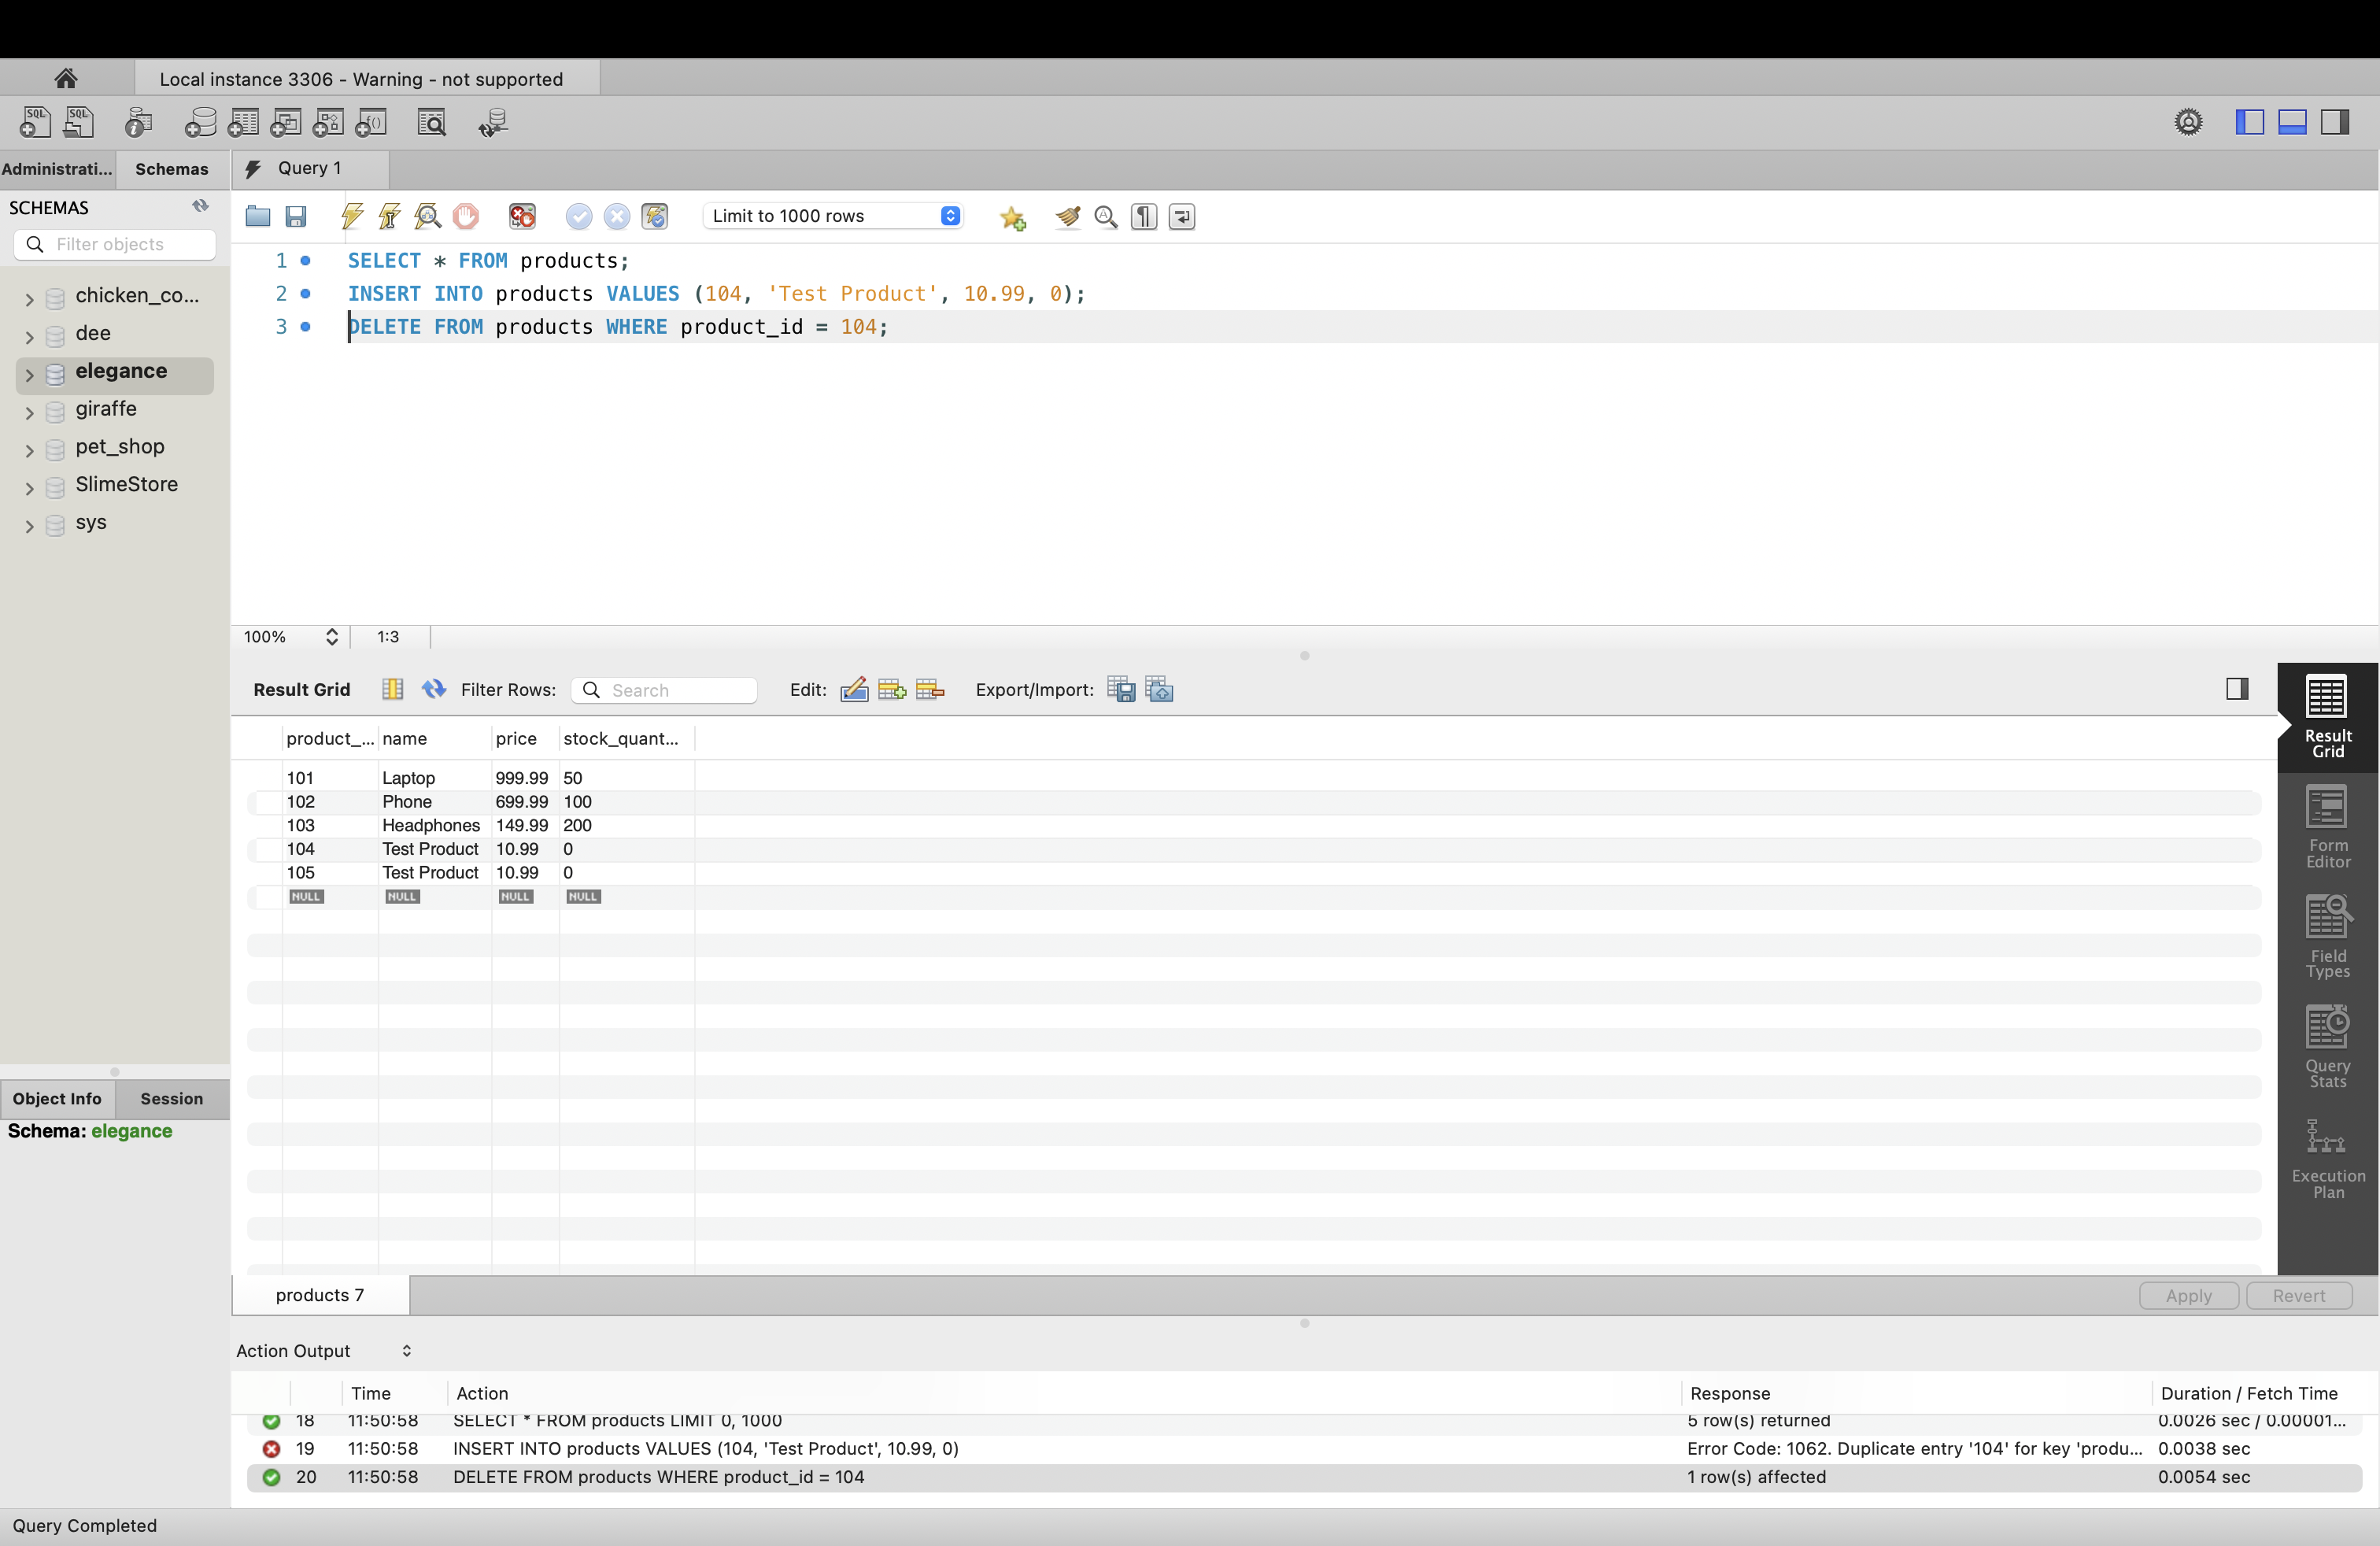 Local instance 3306 - Warning - not supported
Administrati... Schemas Query 1
SCHEMAS
Filter objects
chicken_co...
dee
elegance
giraffe
pet_shop
SlimeStore
sys
Object Info Session
Schema: elegance
Limit to 1000 rows
1 SELECT * FROM products;
2 INSERT INTO products VALUES (104, 'Test Product', 10.99, 0);
3 DELETE FROM products WHERE product_id = 104;
100% 1:3
Result Grid Filter Rows: Search Edit: Export/Import:
product_... name price stock_quant...
101 Laptop 999.99 50
102 Phone 699.99 100
103 Headphones 149.99 200
104 Test Product 10.99 0
105 Test Product 10.99 0
NULL NULL NULL NULL
Result
Grid
Form
Editor
Field
Types
Query
Stats
Execution
Plan
products 7 Apply Revert
Action Output
Time Action Response Duration / Fetch Time
18 11:50:58 SELECT * FROM products LIMIT 0, 1000 5 row(s) returned 0.0026 sec / 0.00001...
19 11:50:58 INSERT INTO products VALUES (104, 'Test Product', 10.99, 0) Error Code: 1062. Duplicate entry '104' for key 'produ... 0.0038 sec
20 11:50:58 DELETE FROM products WHERE product_id = 104 1 row(s) affected 0.0054 sec
Query Completed